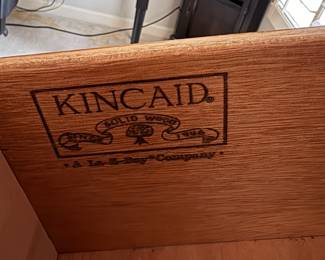 KINCAID®
SOLID WOOD
SINCE 1946
• A La-Z-Boy® Company •